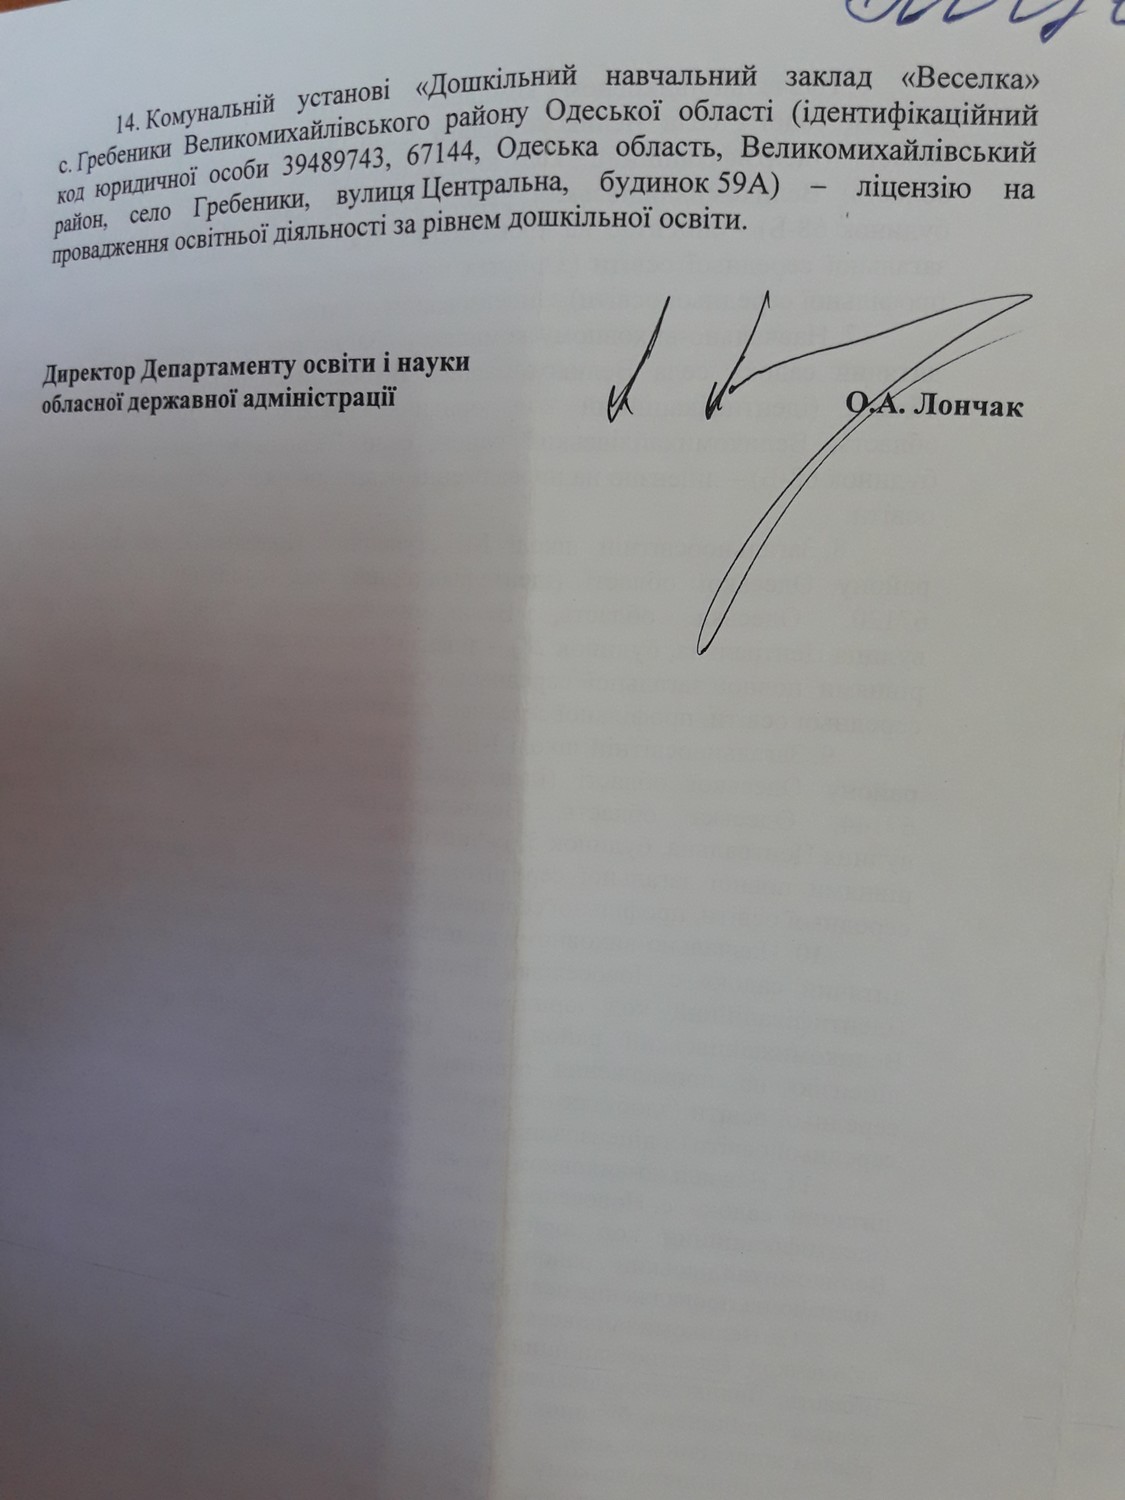 14. Комунальній установі «Дошкільний навчальний заклад «Веселка»
с. Гребеники Великомихайлівського району Одеської області (ідентифікаційний
код юридичної особи 39489743, 67144, Одеська область, Великомихайлівський
район, село Гребеники, вулиця Центральна, будинок 59А) – ліцензію на
провадження освітньої діяльності за рівнем дошкільної освіти.
Директор Департаменту освіти і науки
обласної державної адміністрації
О.А. Лончак